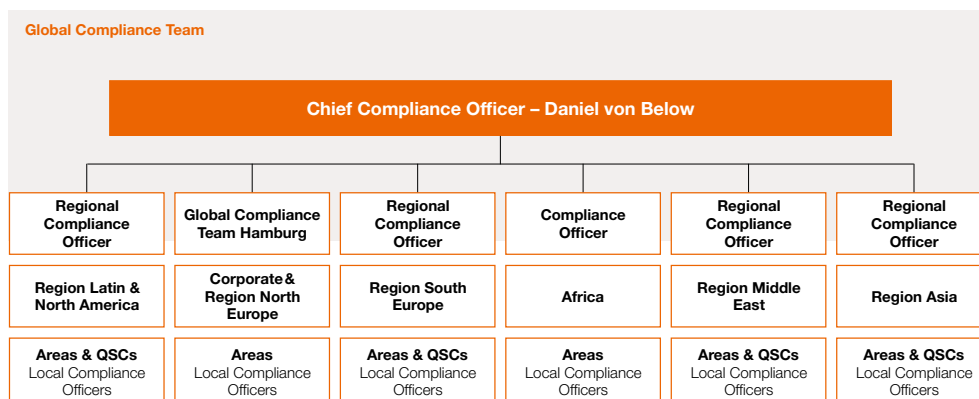 Global Compliance Team
Chief Compliance Officer – Daniel von Below
Regional
Compliance
Officer
Global Compliance
Team Hamburg
Regional
Compliance
Officer
Compliance
Officer
Regional
Compliance
Officer
Regional
Compliance
Officer
Region Latin &
North America
Corporate &
Region North
Europe
Region South
Europe
Africa
Region Middle
East
Region Asia
Areas & QSCs
Local Compliance
Officers
Areas
Local Compliance
Officers
Areas & QSCs
Local Compliance
Officers
Areas
Local Compliance
Officers
Areas & QSCs
Local Compliance
Officers
Areas & QSCs
Local Compliance
Officers